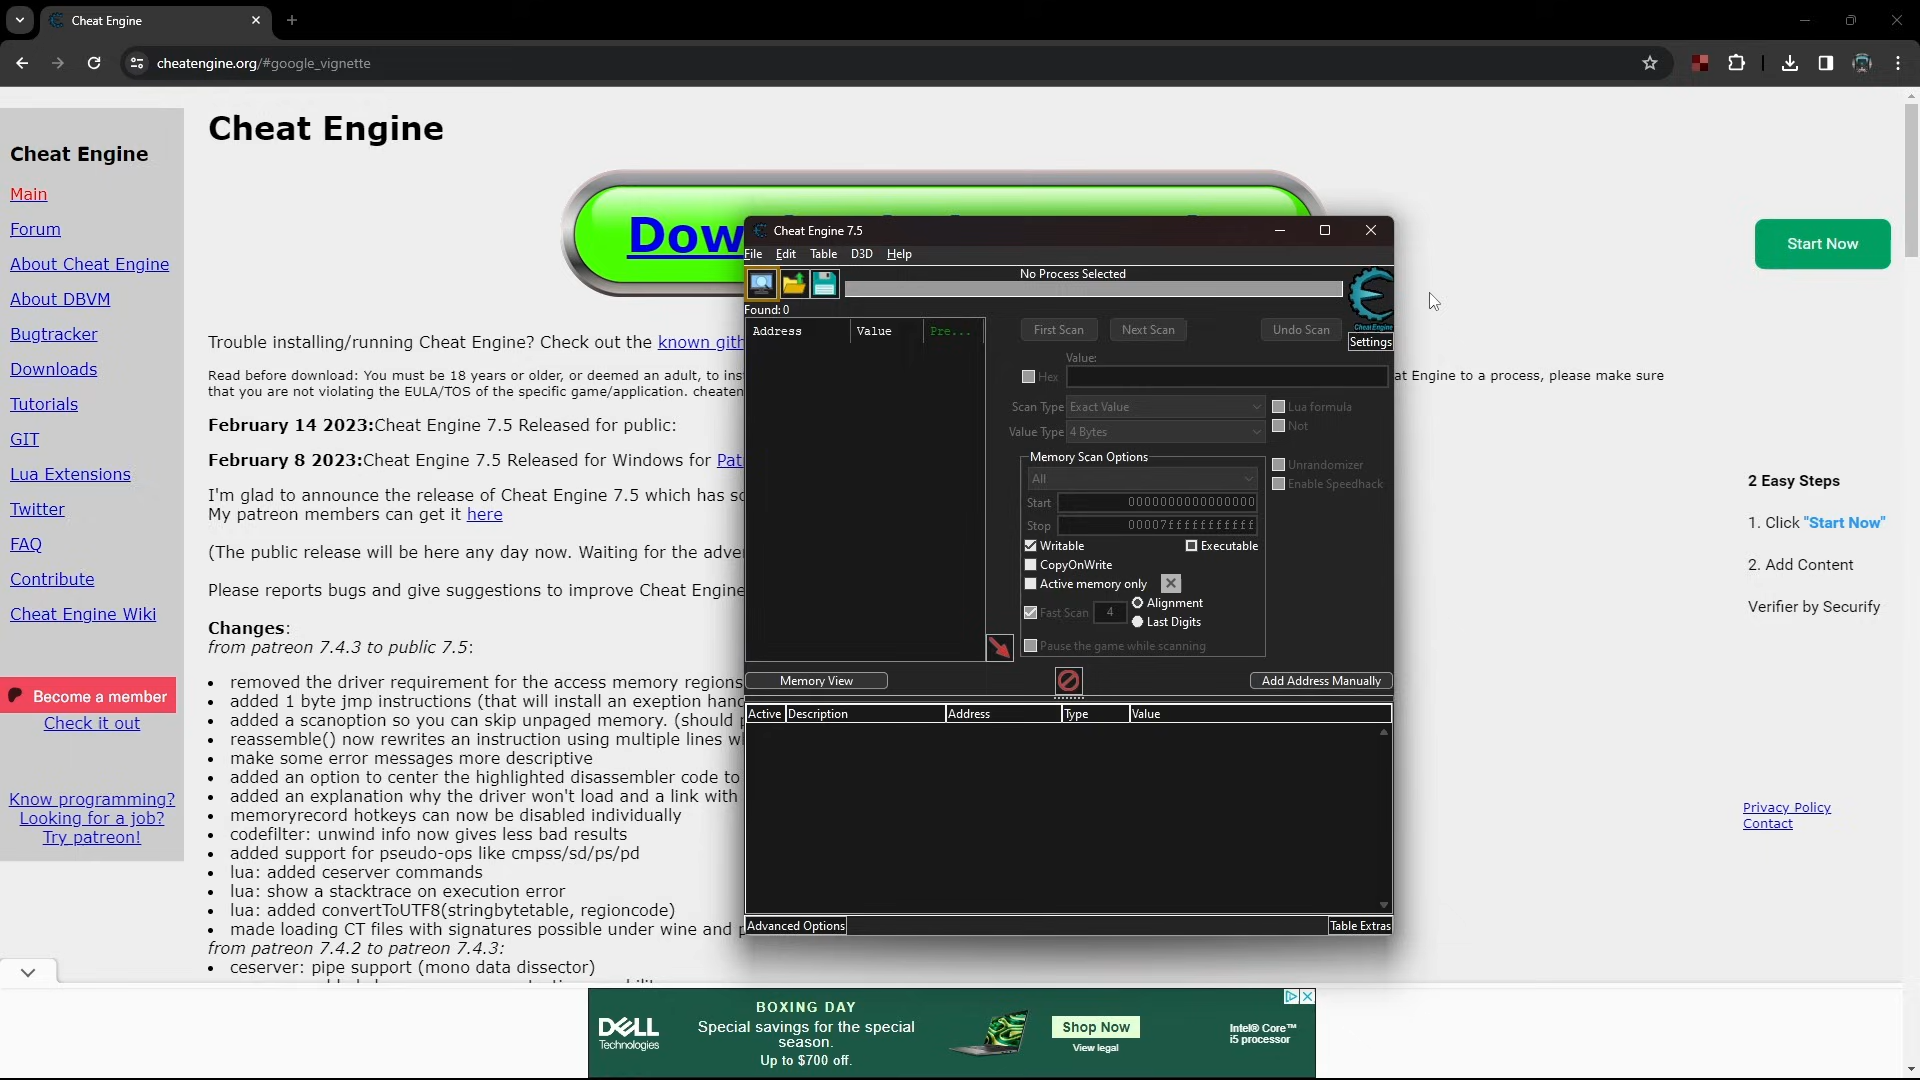 Cheat Engine
cheatengine.org/#google_vignette
Cheat Engine
Main
Forum
About Cheat Engine
About DBVM
Bugtracker
Downloads
Tutorials
GIT
Lua Extensions
Twitter
FAQ
Contribute
Cheat Engine Wiki
Become a member
Check it out
Know programming?
Looking for a job?
Try patreon!
Cheat Engine
Dow
Trouble installing/running Cheat Engine? Check out the known gith
Read before download: You must be 18 years or older, or deemed an adult, to ins
at Engine to a process, please make sure
that you are not violating the EULA/TOS of the specific game/application. cheaten
February 14 2023:Cheat Engine 7.5 Released for public:
February 8 2023:Cheat Engine 7.5 Released for Windows for Pat
I'm glad to announce the release of Cheat Engine 7.5 which has so
My patreon members can get it here
(The public release will be here any day now. Waiting for the adver
Please reports bugs and give suggestions to improve Cheat Engine
Changes:
from patreon 7.4.3 to public 7.5:
• removed the driver requirement for the access memory regions
• added 1 byte jmp instructions (that will install an exeption hand
• added a scanoption so you can skip unpaged memory. (should
• reassemble() now rewrites an instruction using multiple lines w
• make some error messages more descriptive
• added an option to center the highlighted disassembler code to
• added an explanation why the driver won't load and a link with
• memoryrecord hotkeys can now be disabled individually
• codefilter: unwind info now gives less bad results
• added support for pseudo-ops like cmpss/sd/ps/pd
• lua: added ceserver commands
• lua: show a stacktrace on execution error
• lua: added convertToUTF8(stringbytetable, regioncode)
• made loading CT files with signatures possible under wine and p
from patreon 7.4.2 to patreon 7.4.3:
• ceserver: pipe support (mono data dissector)
Cheat Engine 7.5
File Edit Table D3D Help
No Process Selected
Found: 0
Address Value Pre...
First Scan Next Scan Undo Scan
Cheat Engine
Settings
Value:
Hex
Scan Type Exact Value
Lua formula
Not
Value Type 4 Bytes
Memory Scan Options
All
Unrandomizer
Enable Speedhack
Start 0000000000000000
Stop 00007fffffffffff
Writable Executable
CopyOnWrite
Active memory only
Fast Scan 4 Alignment
Last Digits
Pause the game while scanning
Memory View Add Address Manually
Active Description Address Type Value
Advanced Options Table Extras
Start Now
2 Easy Steps
1. Click "Start Now"
2. Add Content
Verifier by Securify
Privacy Policy
Contact
DELL
Technologies
BOXING DAY
Special savings for the special
season.
Up to $700 off.
Shop Now
View legal
Intel® Core™
i5 processor